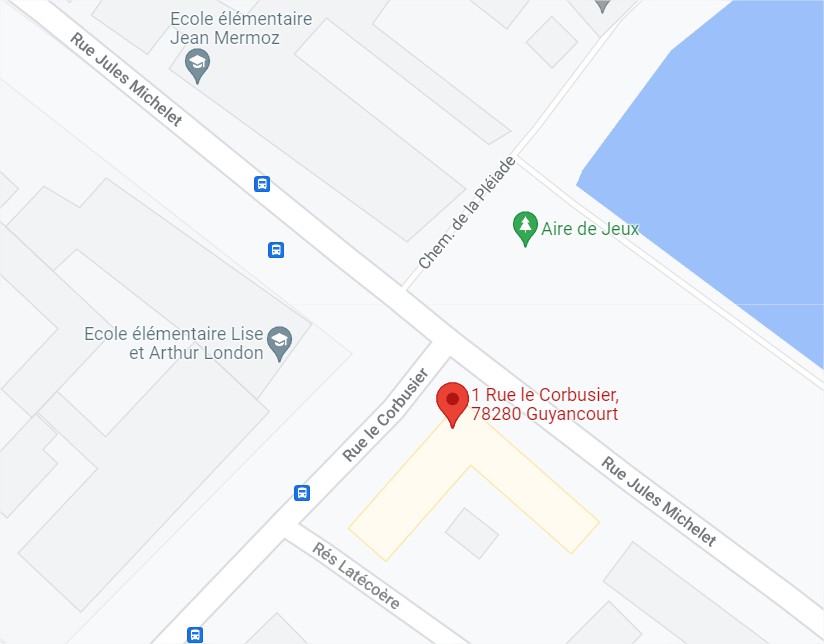 Ecole élémentaire
Jean Mermoz
Rue Jules Michelet
Chem. de la Pléiade
Aire de Jeux
Ecole élémentaire Lise
et Arthur London
Rue le Corbusier
1 Rue le Corbusier,
78280 Guyancourt
Rue Jules Michelet
Rés Latécoère